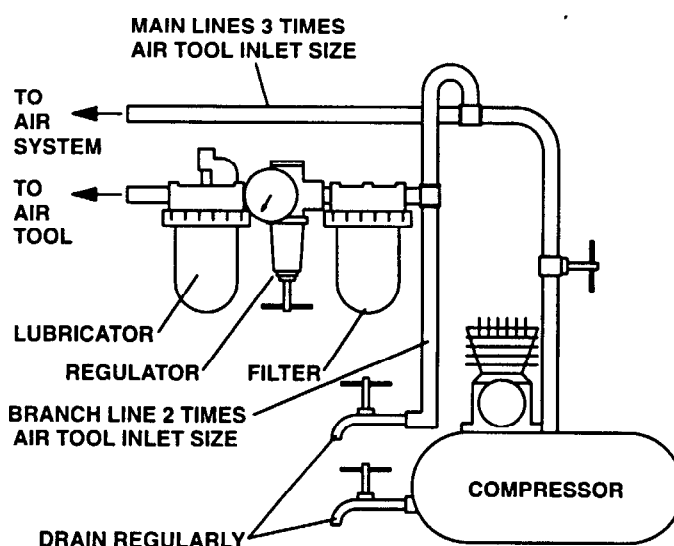 MAIN LINES 3 TIMES
AIR TOOL INLET SIZE
TO
AIR
SYSTEM
TO
AIR
TOOL
LUBRICATOR
REGULATOR
FILTER
BRANCH LINE 2 TIMES
AIR TOOL INLET SIZE
COMPRESSOR
DRAIN REGULARLY